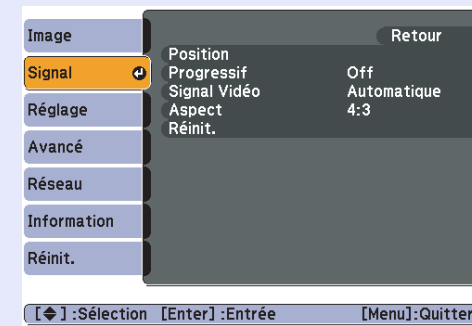 Image
Signal
Réglage
Avancé
Réseau
Information
Réinit.
Retour
Position
Progressif Off
Signal Vidéo Automatique
Aspect 4:3
Réinit.
[ ] :Sélection [Enter] :Entrée [Menu]:Quitter